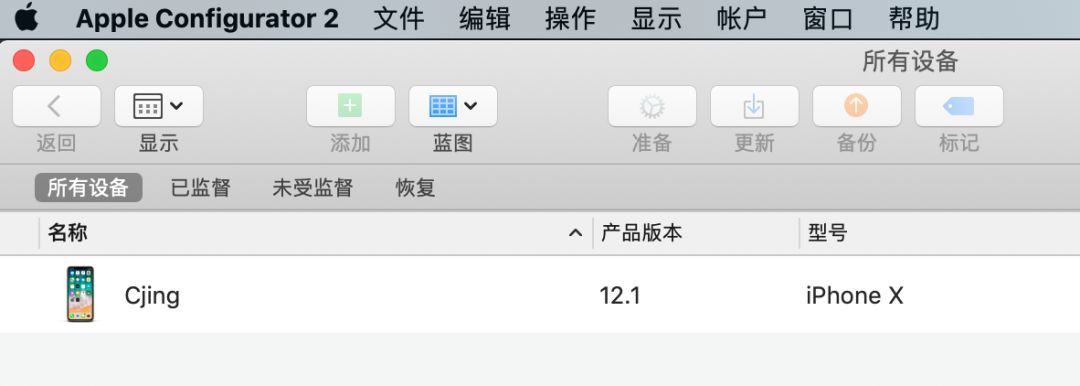 Apple Configurator 2 文件 编辑 操作 显示 帐户 窗口 帮助
所有设备
返回 显示 添加 蓝图 准备 更新 备份 标记
所有设备 已监督 未受监督 恢复
名称 产品版本 型号
Cjing 12.1 iPhone X